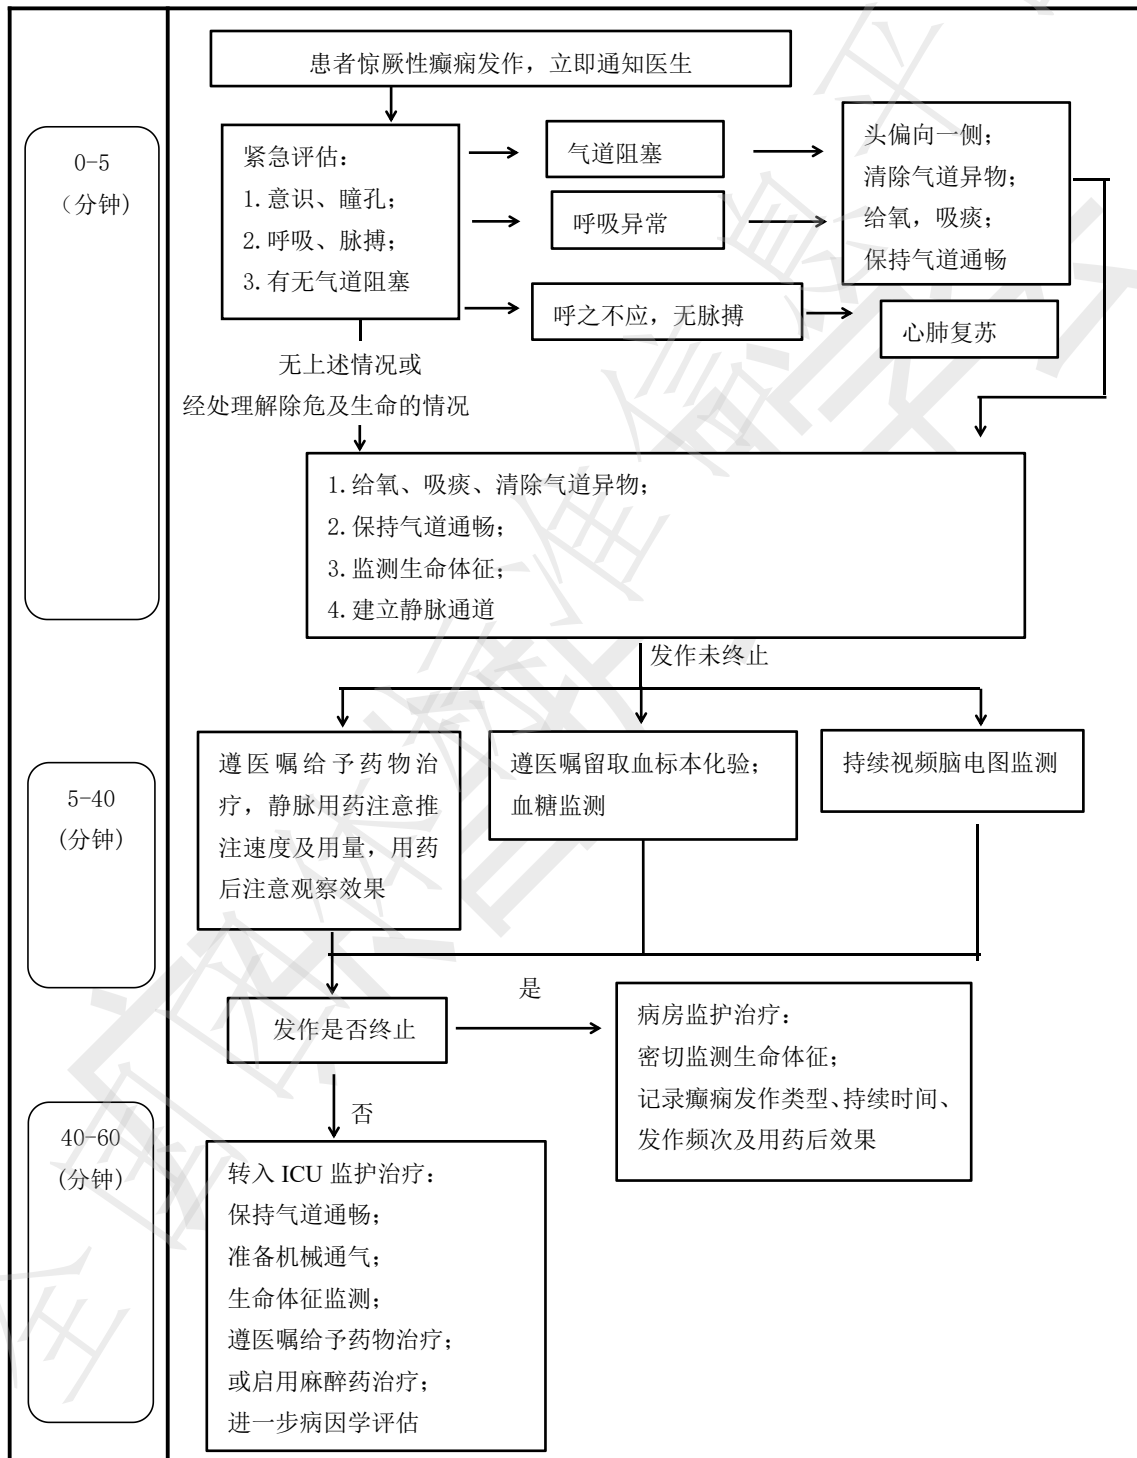 患者惊厥性癫痫发作，立即通知医生
0-5
（分钟）
紧急评估：
1.意识、瞳孔；
2.呼吸、脉搏；
3.有无气道阻塞
气道阻塞
呼吸异常
呼之不应，无脉搏
头偏向一侧；
清除气道异物；
给氧，吸痰；
保持气道通畅
心肺复苏
无上述情况或
经处理解除危及生命的情况
1.给氧、吸痰、清除气道异物；
2.保持气道通畅；
3.监测生命体征；
4.建立静脉通道
发作未终止
5-40
（分钟）
遵医嘱给予药物治
疗，静脉用药注意推
注速度及用量，用药
后注意观察效果
遵医嘱留取血标本化验；
血糖监测
持续视频脑电图监测
发作是否终止
是
病房监护治疗：
密切监测生命体征；
记录癫痫发作类型、持续时间、
发作频次及用药后效果
否
40-60
（分钟）
转入 ICU 监护治疗：
保持气道通畅；
准备机械通气；
生命体征监测；
遵医嘱给予药物治疗；
或启用麻醉药治疗；
进一步病因学评估